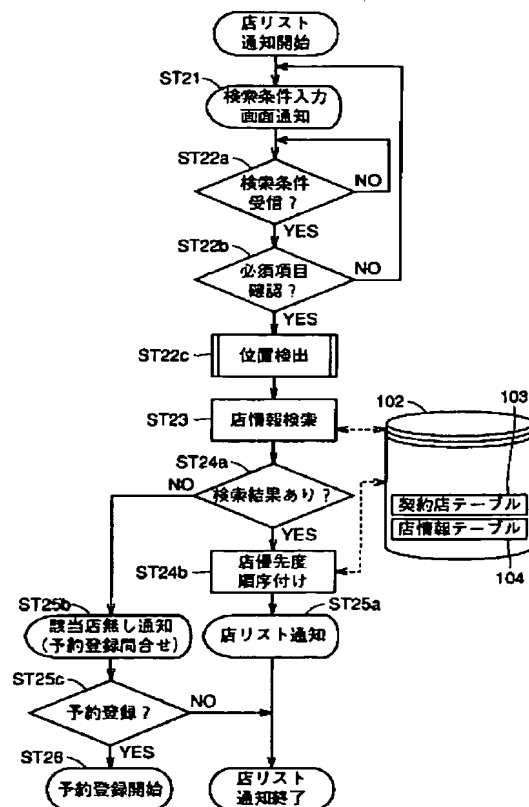 店リスト
通知開始
ST21
検索条件入力
画面通知
ST22a
検索条件
受信？
NO
YES
ST22b
必須項目
確認？
NO
YES
ST22c
位置検出
ST23
店情報検索
102
103
契約店テーブル
店情報テーブル
104
ST24a
検索結果あり？
NO
YES
ST24b
店優先度
順序付け
ST25b
該当店無し通知
(予約登録問合せ)
ST25a
店リスト通知
ST25c
予約登録？
NO
YES
ST26
予約登録開始
店リスト
通知終了